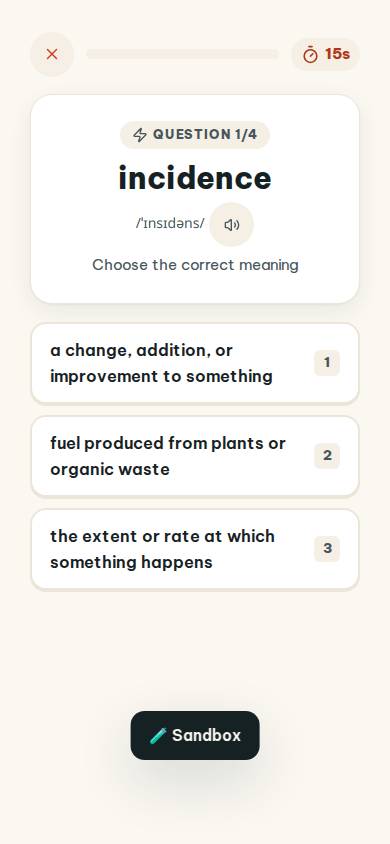 15s
QUESTION 1/4
incidence
/ˈɪnsɪdəns/
Choose the correct meaning
a change, addition, or
improvement to something
1
fuel produced from plants or
organic waste
2
the extent or rate at which
something happens
3
🧪 Sandbox